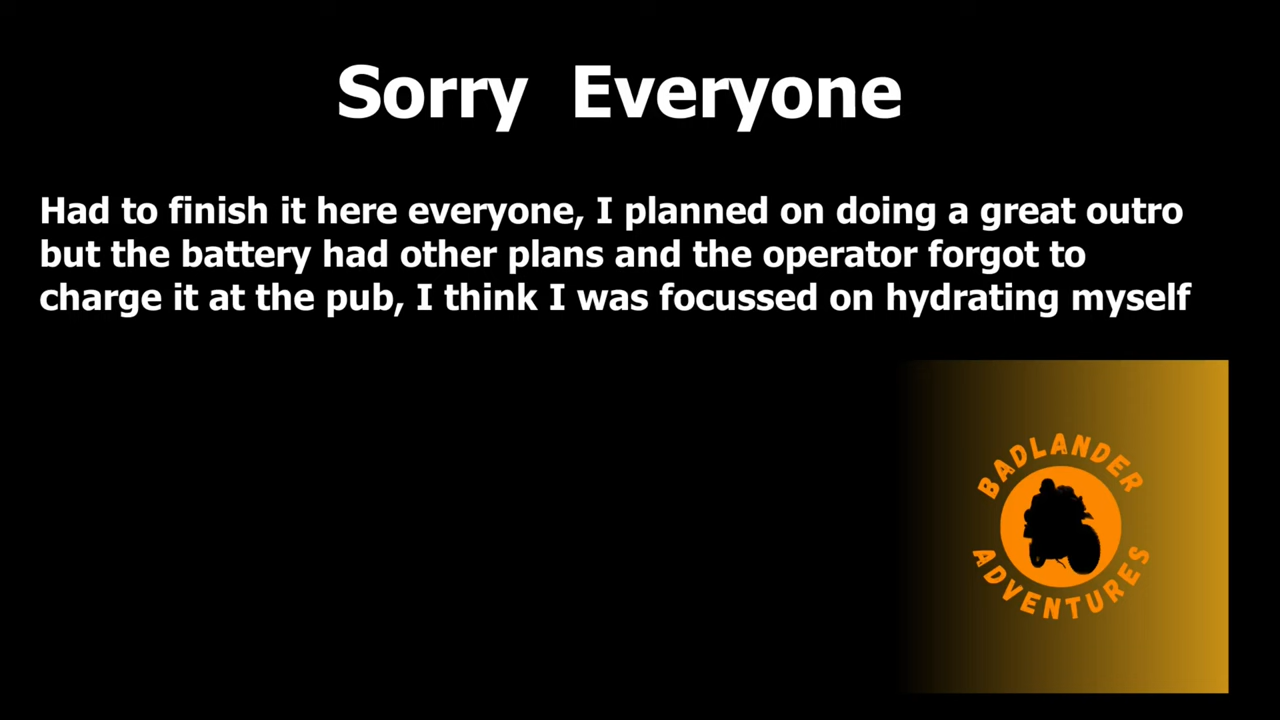 Sorry Everyone
Had to finish it here everyone, I planned on doing a great outro
but the battery had other plans and the operator forgot to
charge it at the pub, I think I was focussed on hydrating myself
BADLANDER
ADVENTURES